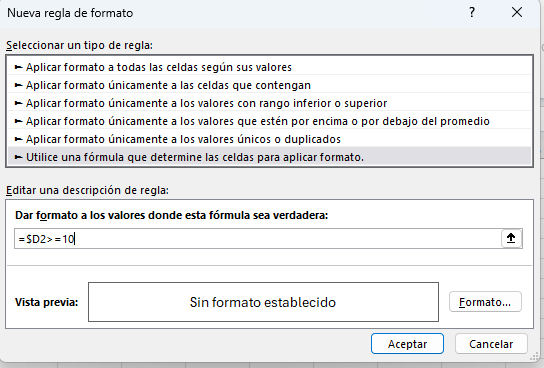 Nueva regla de formato
Seleccionar un tipo de regla:
► Aplicar formato a todas las celdas según sus valores
► Aplicar formato únicamente a las celdas que contengan
► Aplicar formato únicamente a los valores con rango inferior o superior
► Aplicar formato únicamente a los valores que estén por encima o por debajo del promedio
► Aplicar formato únicamente a los valores únicos o duplicados
► Utilice una fórmula que determine las celdas para aplicar formato.
Editar una descripción de regla:
Dar formato a los valores donde esta fórmula sea verdadera:
=$D2>=10
Vista previa:
Sin formato establecido
Formato...
Aceptar
Cancelar